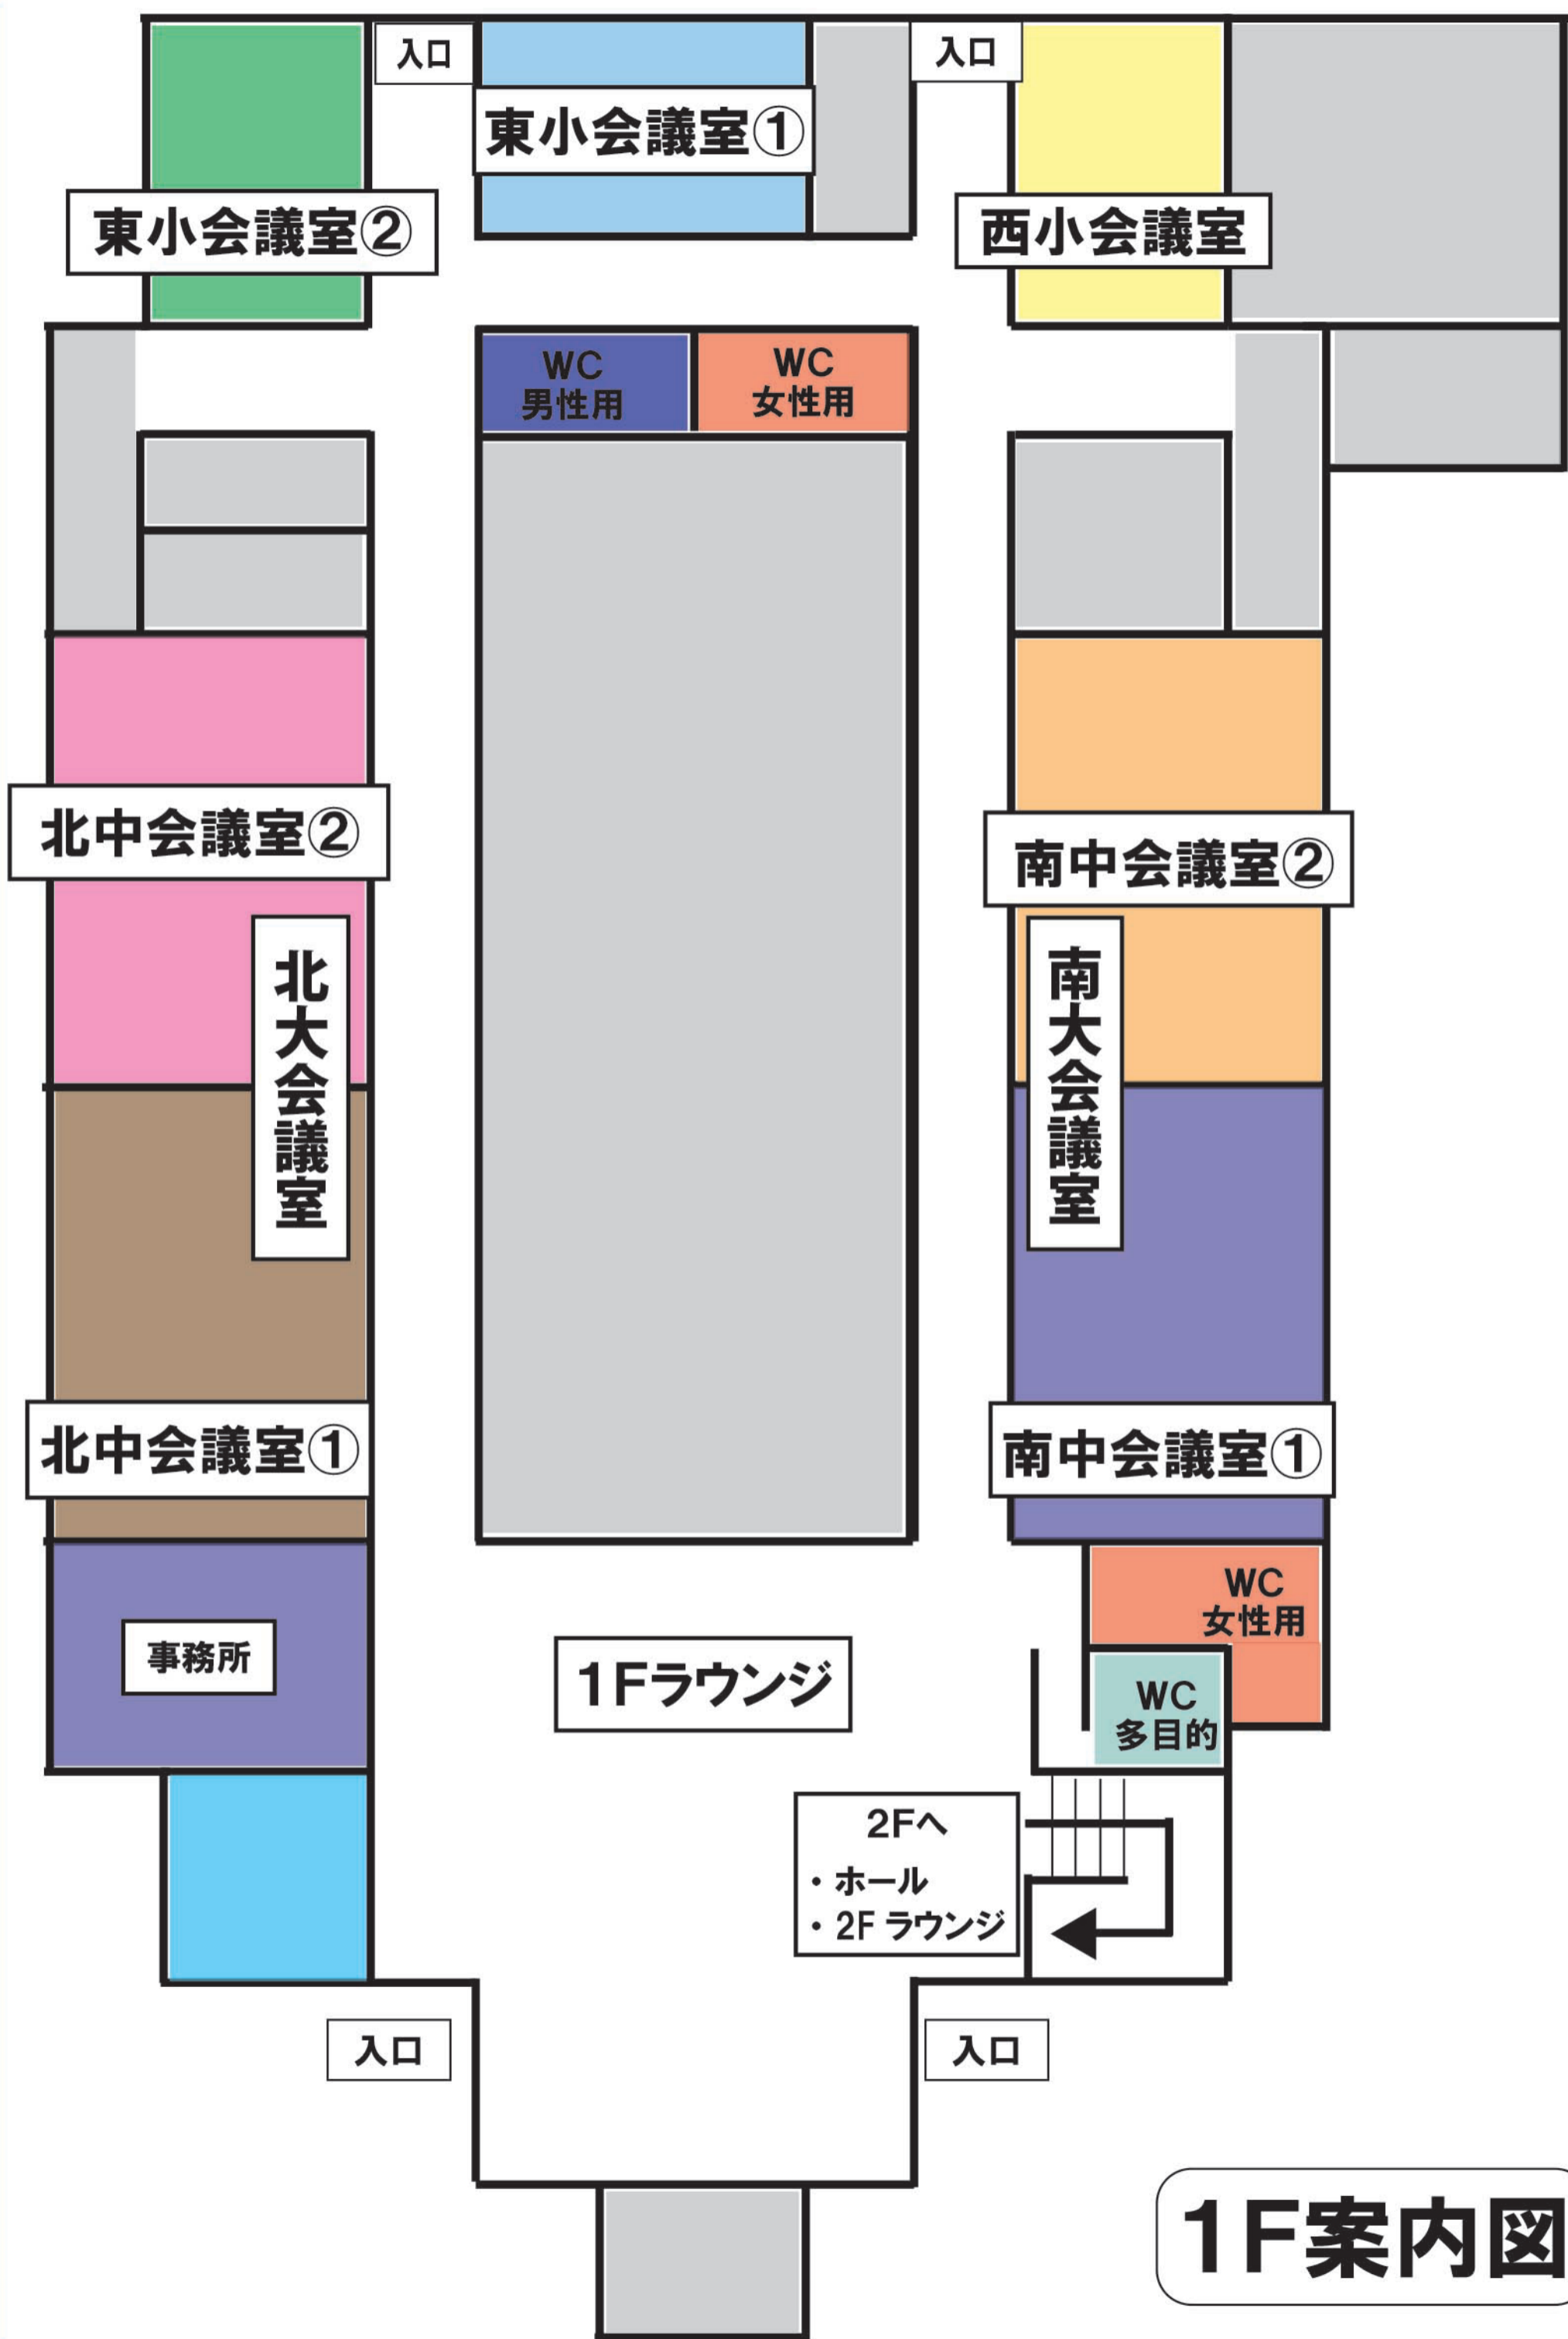 入口
入口
東小会議室①
東小会議室②
西小会議室
WC
男性用
WC
女性用
北中会議室②
南中会議室②
北大会議室
南大会議室
北中会議室①
南中会議室①
WC
女性用
事務所
1Fラウンジ
WC
多目的
2Fへ
・ホール
・2F ラウンジ
入口
入口
1F案内図